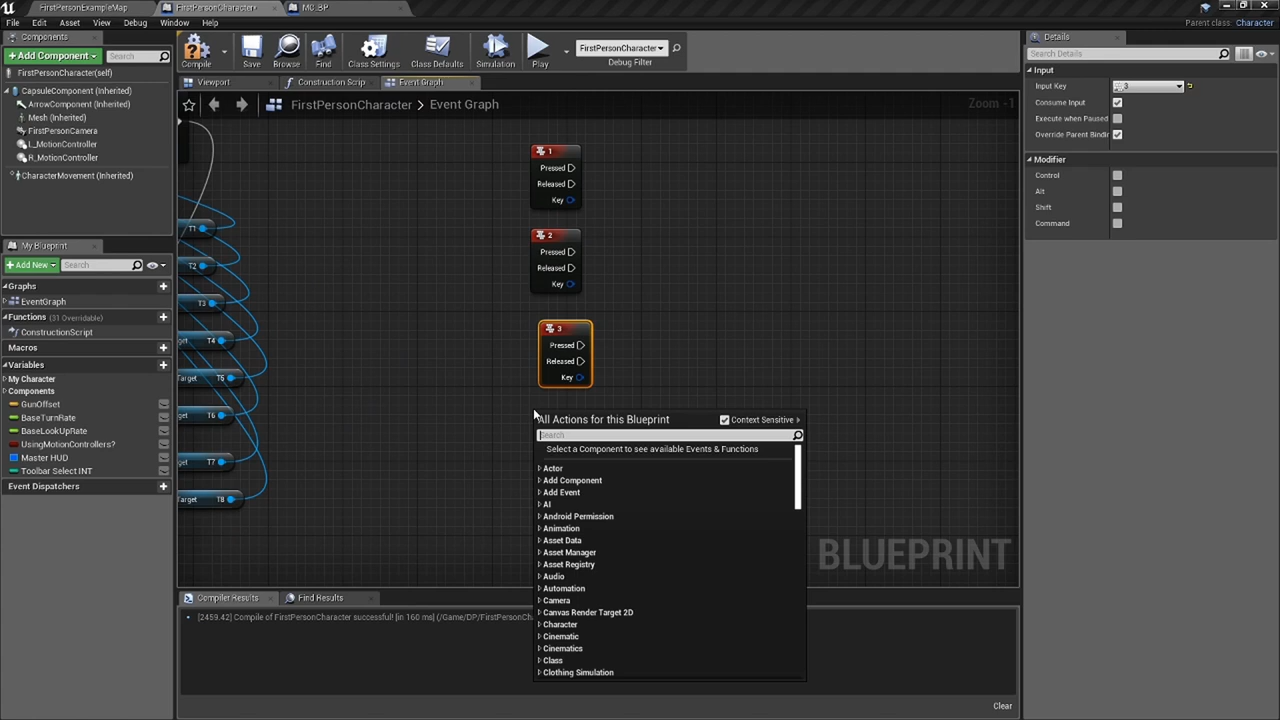 FirstPersonExampleMap
FirstPersonCharacter
MC_BP
File Edit Asset View Debug Window Help
Parent class: Character
Components
Add Component
Search
FirstPersonCharacter(self)
CapsuleComponent (Inherited)
ArrowComponent (Inherited)
Mesh (Inherited)
FirstPersonCamera
L_MotionController
R_MotionController
CharacterMovement (Inherited)
My Blueprint
Add New
Search
Graphs
EventGraph
Functions (31 Overridable)
ConstructionScript
Macros
Variables
My Character
Components
GunOffset
BaseTurnRate
BaseLookUpRate
UsingMotionControllers?
Master HUD
Toolbar Select INT
Event Dispatchers
Compile
Save
Browse
Find
Class Settings
Class Defaults
Simulation
Play
FirstPersonCharacter
Debug Filter
Viewport
Construction Scrip
Event Graph
FirstPersonCharacter > Event Graph
Zoom -1
T1
T2
T3
T4
T5
T6
T7
T8
1
Pressed
Released
Key
2
Pressed
Released
Key
3
Pressed
Released
Key
All Actions for this Blueprint
Context Sensitive
Search
Select a Component to see available Events & Functions
Actor
Add Component
Add Event
AI
Android Permission
Animation
Asset Data
Asset Manager
Asset Registry
Audio
Automation
Camera
Canvas Render Target 2D
Character
Cinematic
Cinematics
Class
Clothing Simulation
BLUEPRINT
Compiler Results
Find Results
[2459.42] Compile of FirstPersonCharacter successful! [in 160 ms] (/Game/DP/FirstPersonCh
Clear
Details
Search Details
Input
Input Key
3
Consume Input
Execute when Paused
Override Parent Bindin
Modifier
Control
Alt
Shift
Command